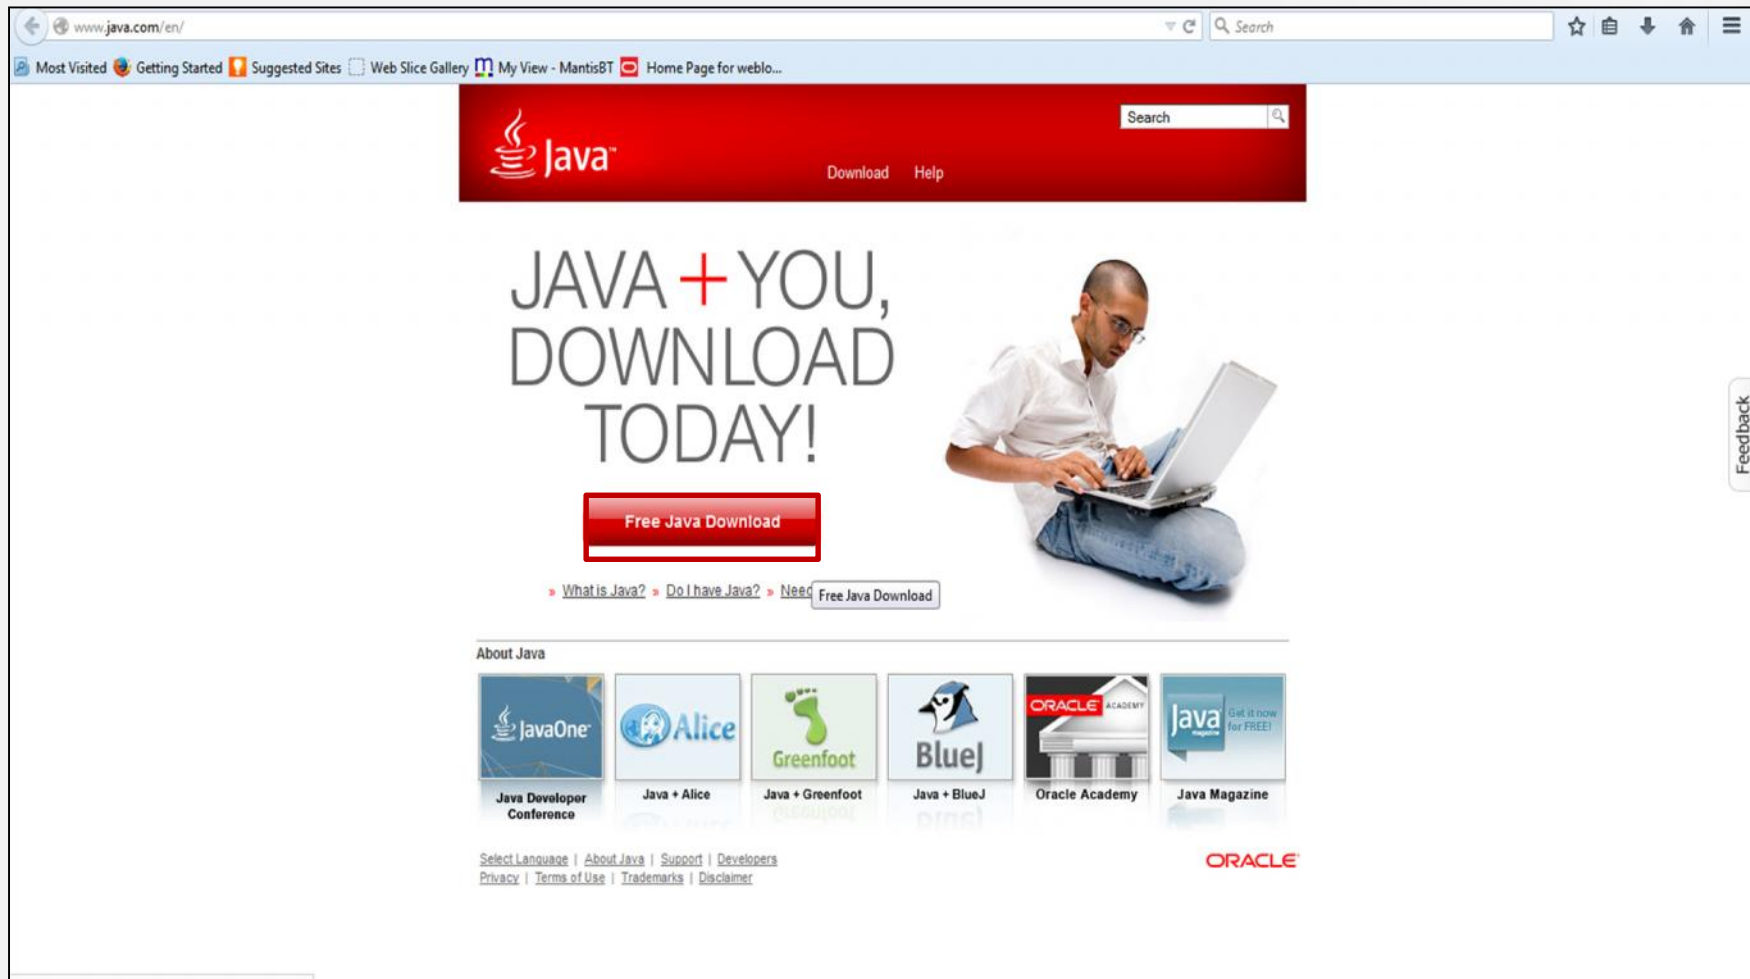 www.java.com/en/
Search
Most Visited Getting Started Suggested Sites Web Slice Gallery My View - MantisBT Home Page for weblo...
Search
Java™
Download Help
JAVA + YOU,
DOWNLOAD
TODAY!
Feedback
Free Java Download
» What is Java? » Do I have Java? » Need
Free Java Download
About Java
JavaOne
Alice
Greenfoot
BlueJ
ORACLE ACADEMY
Java magazine
Get it now
for FREE!
Java Developer
Conference
Java + Alice
Java + Greenfoot
Java + BlueJ
Oracle Academy
Java Magazine
Select Language | About Java | Support | Developers
Privacy | Terms of Use | Trademarks | Disclaimer
ORACLE